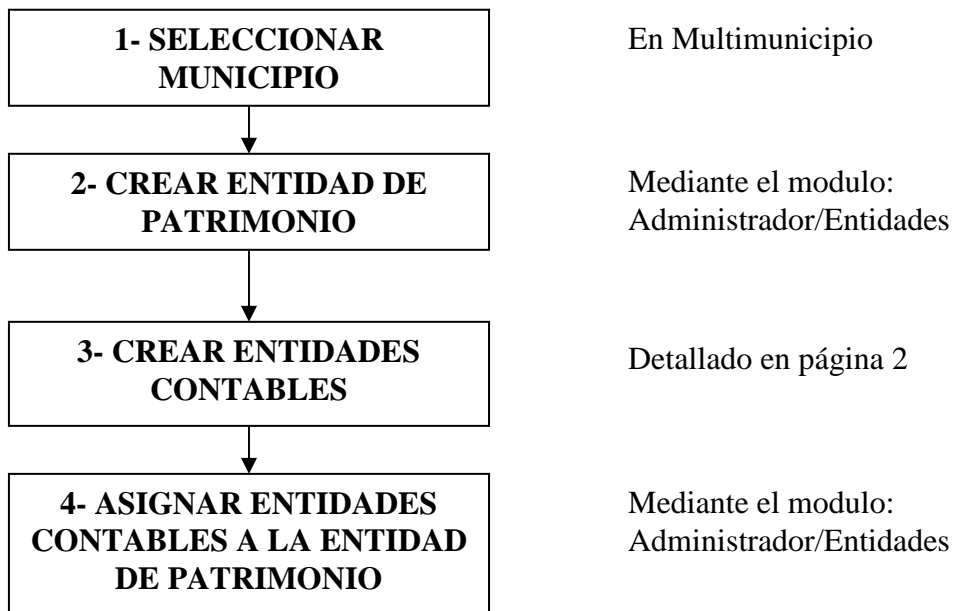 1- SELECCIONAR
MUNICIPIO
En Multimunicipio
2- CREAR ENTIDAD DE
PATRIMONIO
Mediante el modulo:
Administrador/Entidades
3- CREAR ENTIDADES
CONTABLES
Detallado en página 2
4- ASIGNAR ENTIDADES
CONTABLES A LA ENTIDAD
DE PATRIMONIO
Mediante el modulo:
Administrador/Entidades